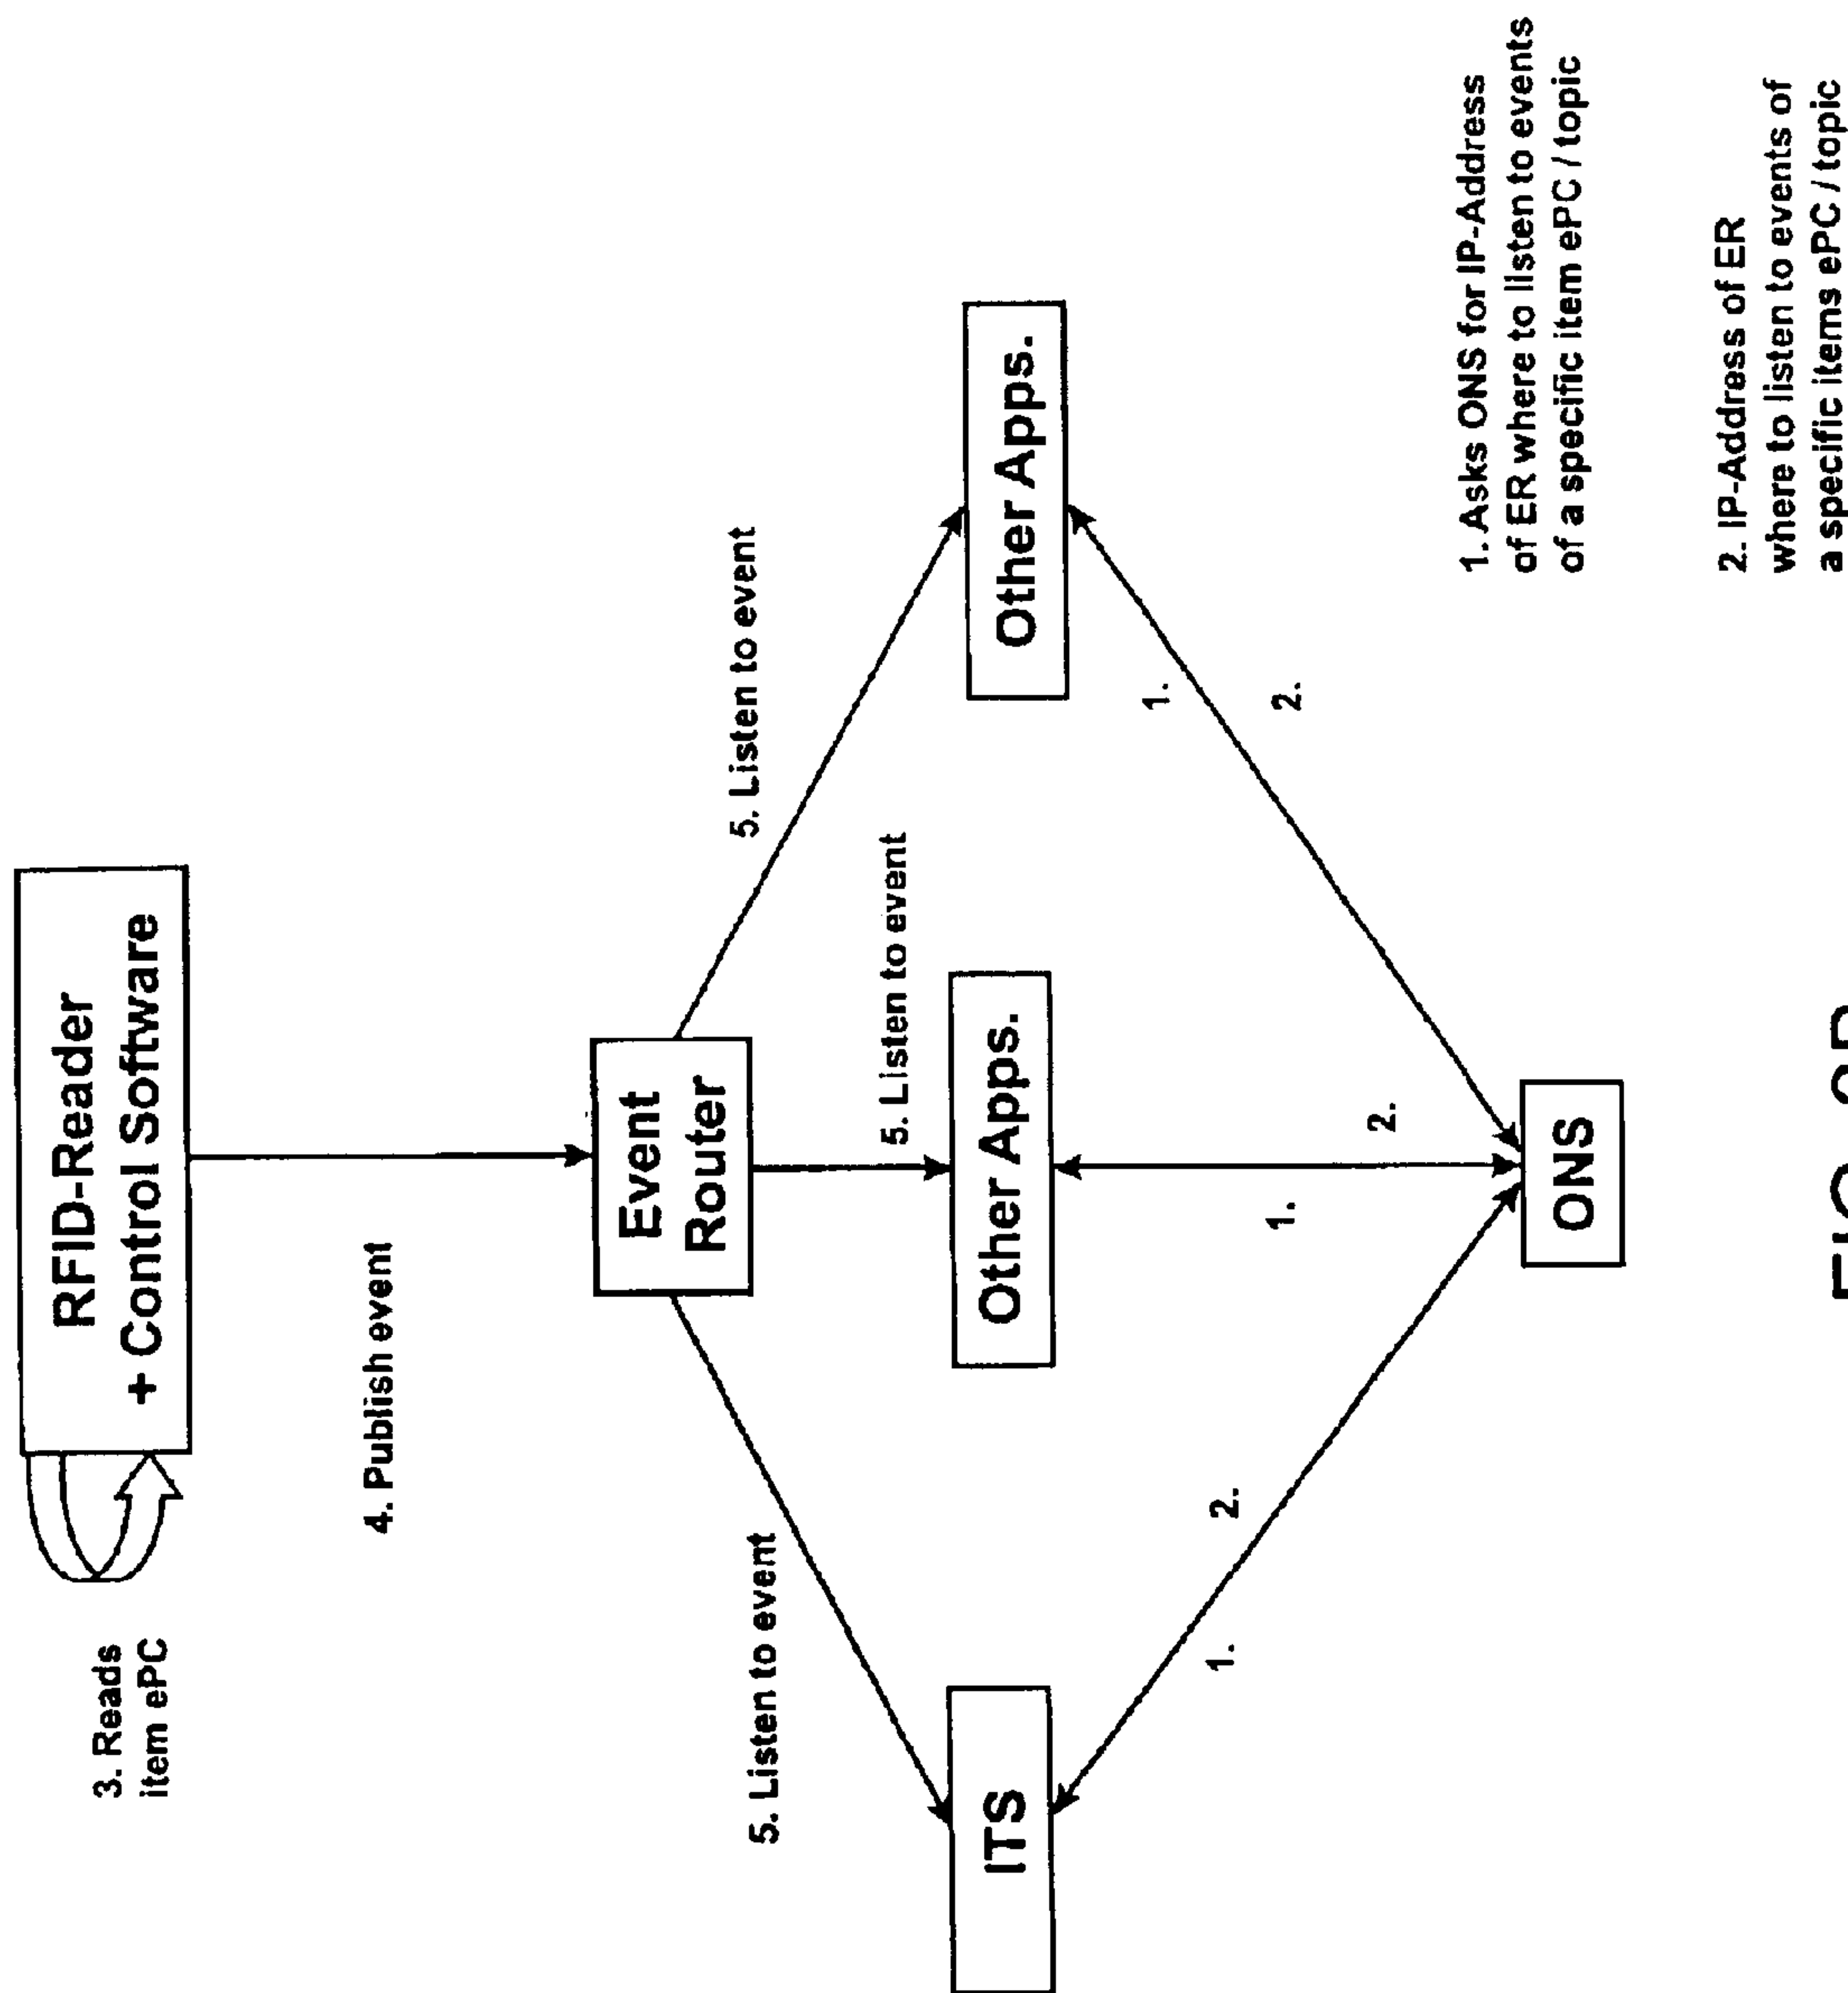 RFID-Reader
+ Control Software
3. Reads
item ePC
4. Publish event
Event
Router
5. Listen to event
5. Listen to event
5. Listen to event
ITS
Other Apps.
Other Apps.
1.
2.
1.
2.
1.
2.
ONS
1. Asks ONS for IP-Address
of ER where to listen to events
of a specific item ePC / topic
2. IP-Address of ER
where to listen to events of
a specific items ePC / topic